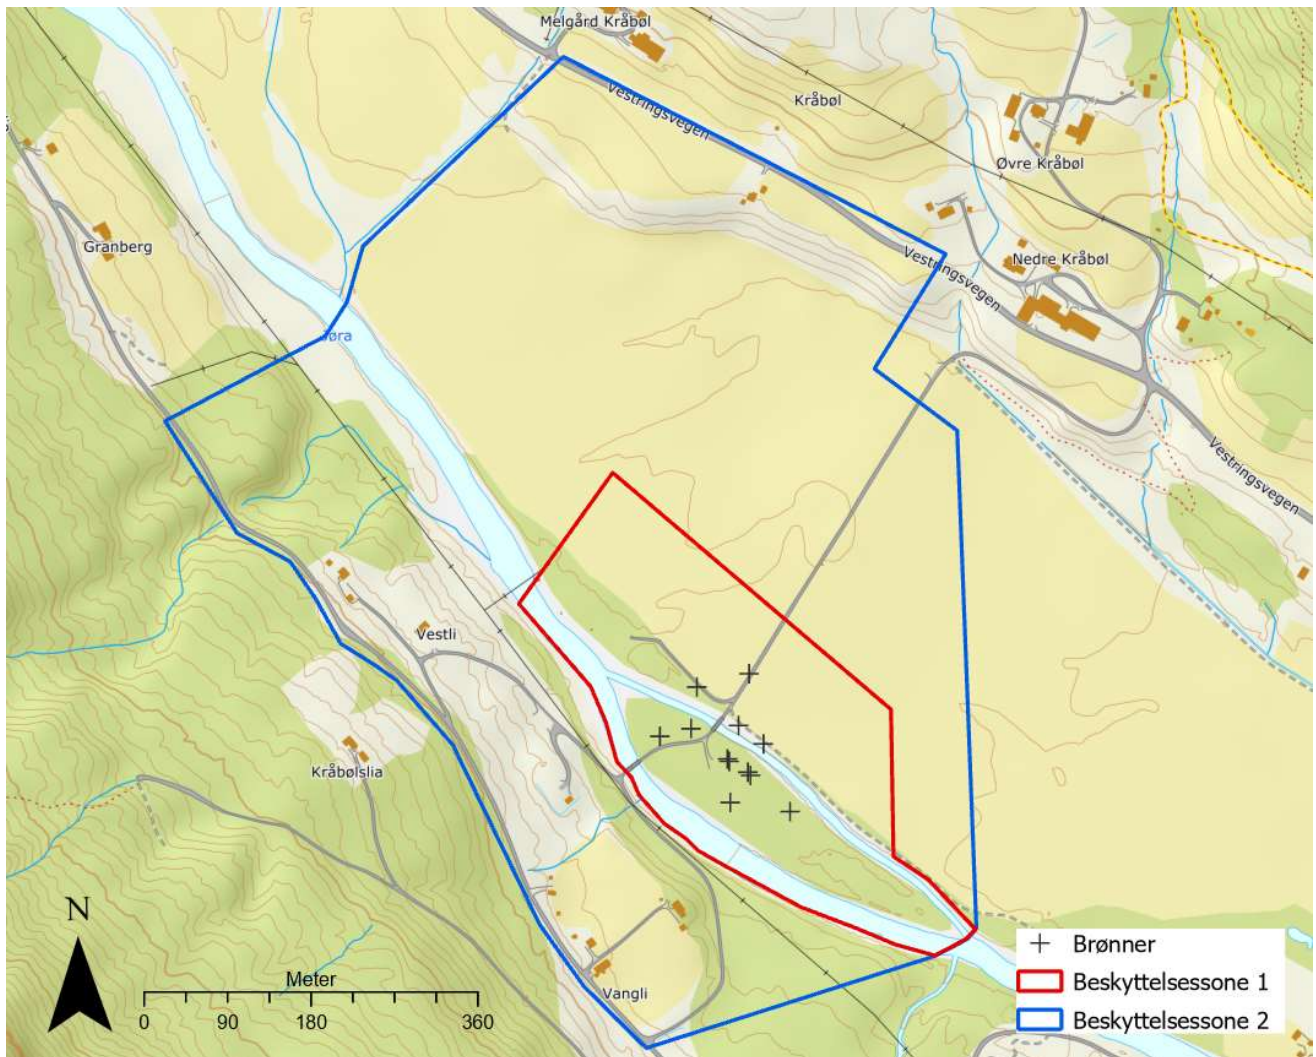 Melgård Kråbøl
Vestringsvegen
Kråbøl
Øvre Kråbøl
Granberg
Vestringsvegen
Nedre Kråbøl
Jøra
Vestringsvegen
Vestli
Kråbølslia
Vangli
N
Meter
0 90 180 360
Brønner
Beskyttelsessone 1
Beskyttelsessone 2